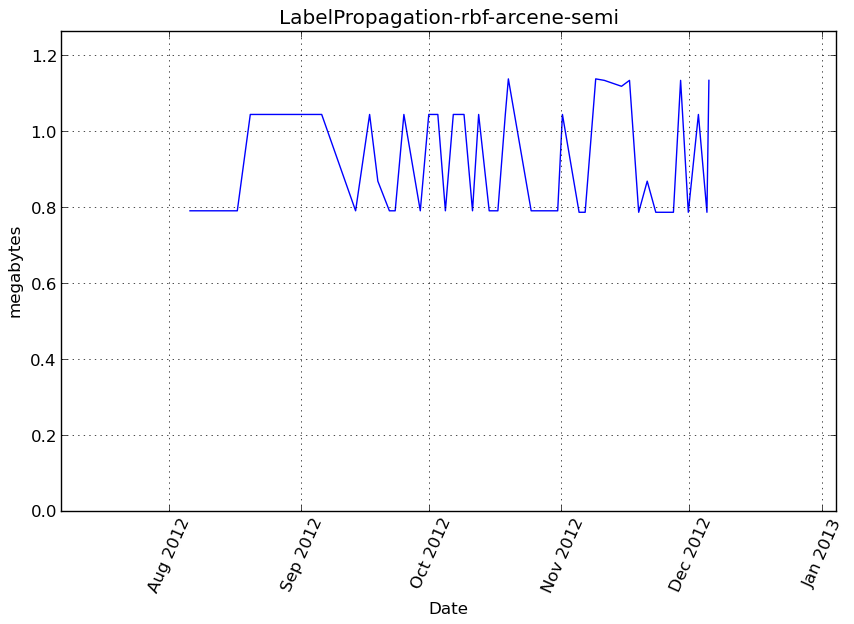 LabelPropagation-rbf-arcene-semi
1.2
1.0
0.8
0.6
0.4
0.2
0.0
megabytes
Aug 2012
Sep 2012
Oct 2012
Nov 2012
Dec 2012
Jan 2013
Date